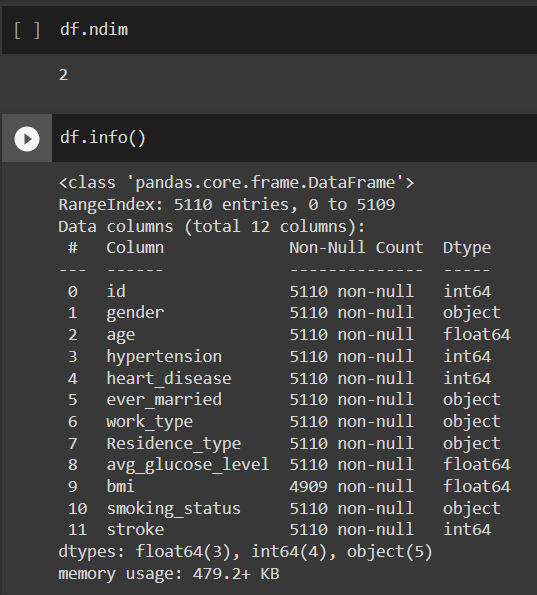 [ ] df.ndim
2
df.info()
<class 'pandas.core.frame.DataFrame'>
RangeIndex: 5110 entries, 0 to 5109
Data columns (total 12 columns):
 #   Column             Non-Null Count  Dtype
---  ------             --------------  -----
 0   id                 5110 non-null   int64
 1   gender             5110 non-null   object
 2   age                5110 non-null   float64
 3   hypertension       5110 non-null   int64
 4   heart_disease      5110 non-null   int64
 5   ever_married       5110 non-null   object
 6   work_type          5110 non-null   object
 7   Residence_type     5110 non-null   object
 8   avg_glucose_level  5110 non-null   float64
 9   bmi                4909 non-null   float64
 10  smoking_status     5110 non-null   object
 11  stroke             5110 non-null   int64
dtypes: float64(3), int64(4), object(5)
memory usage: 479.2+ KB